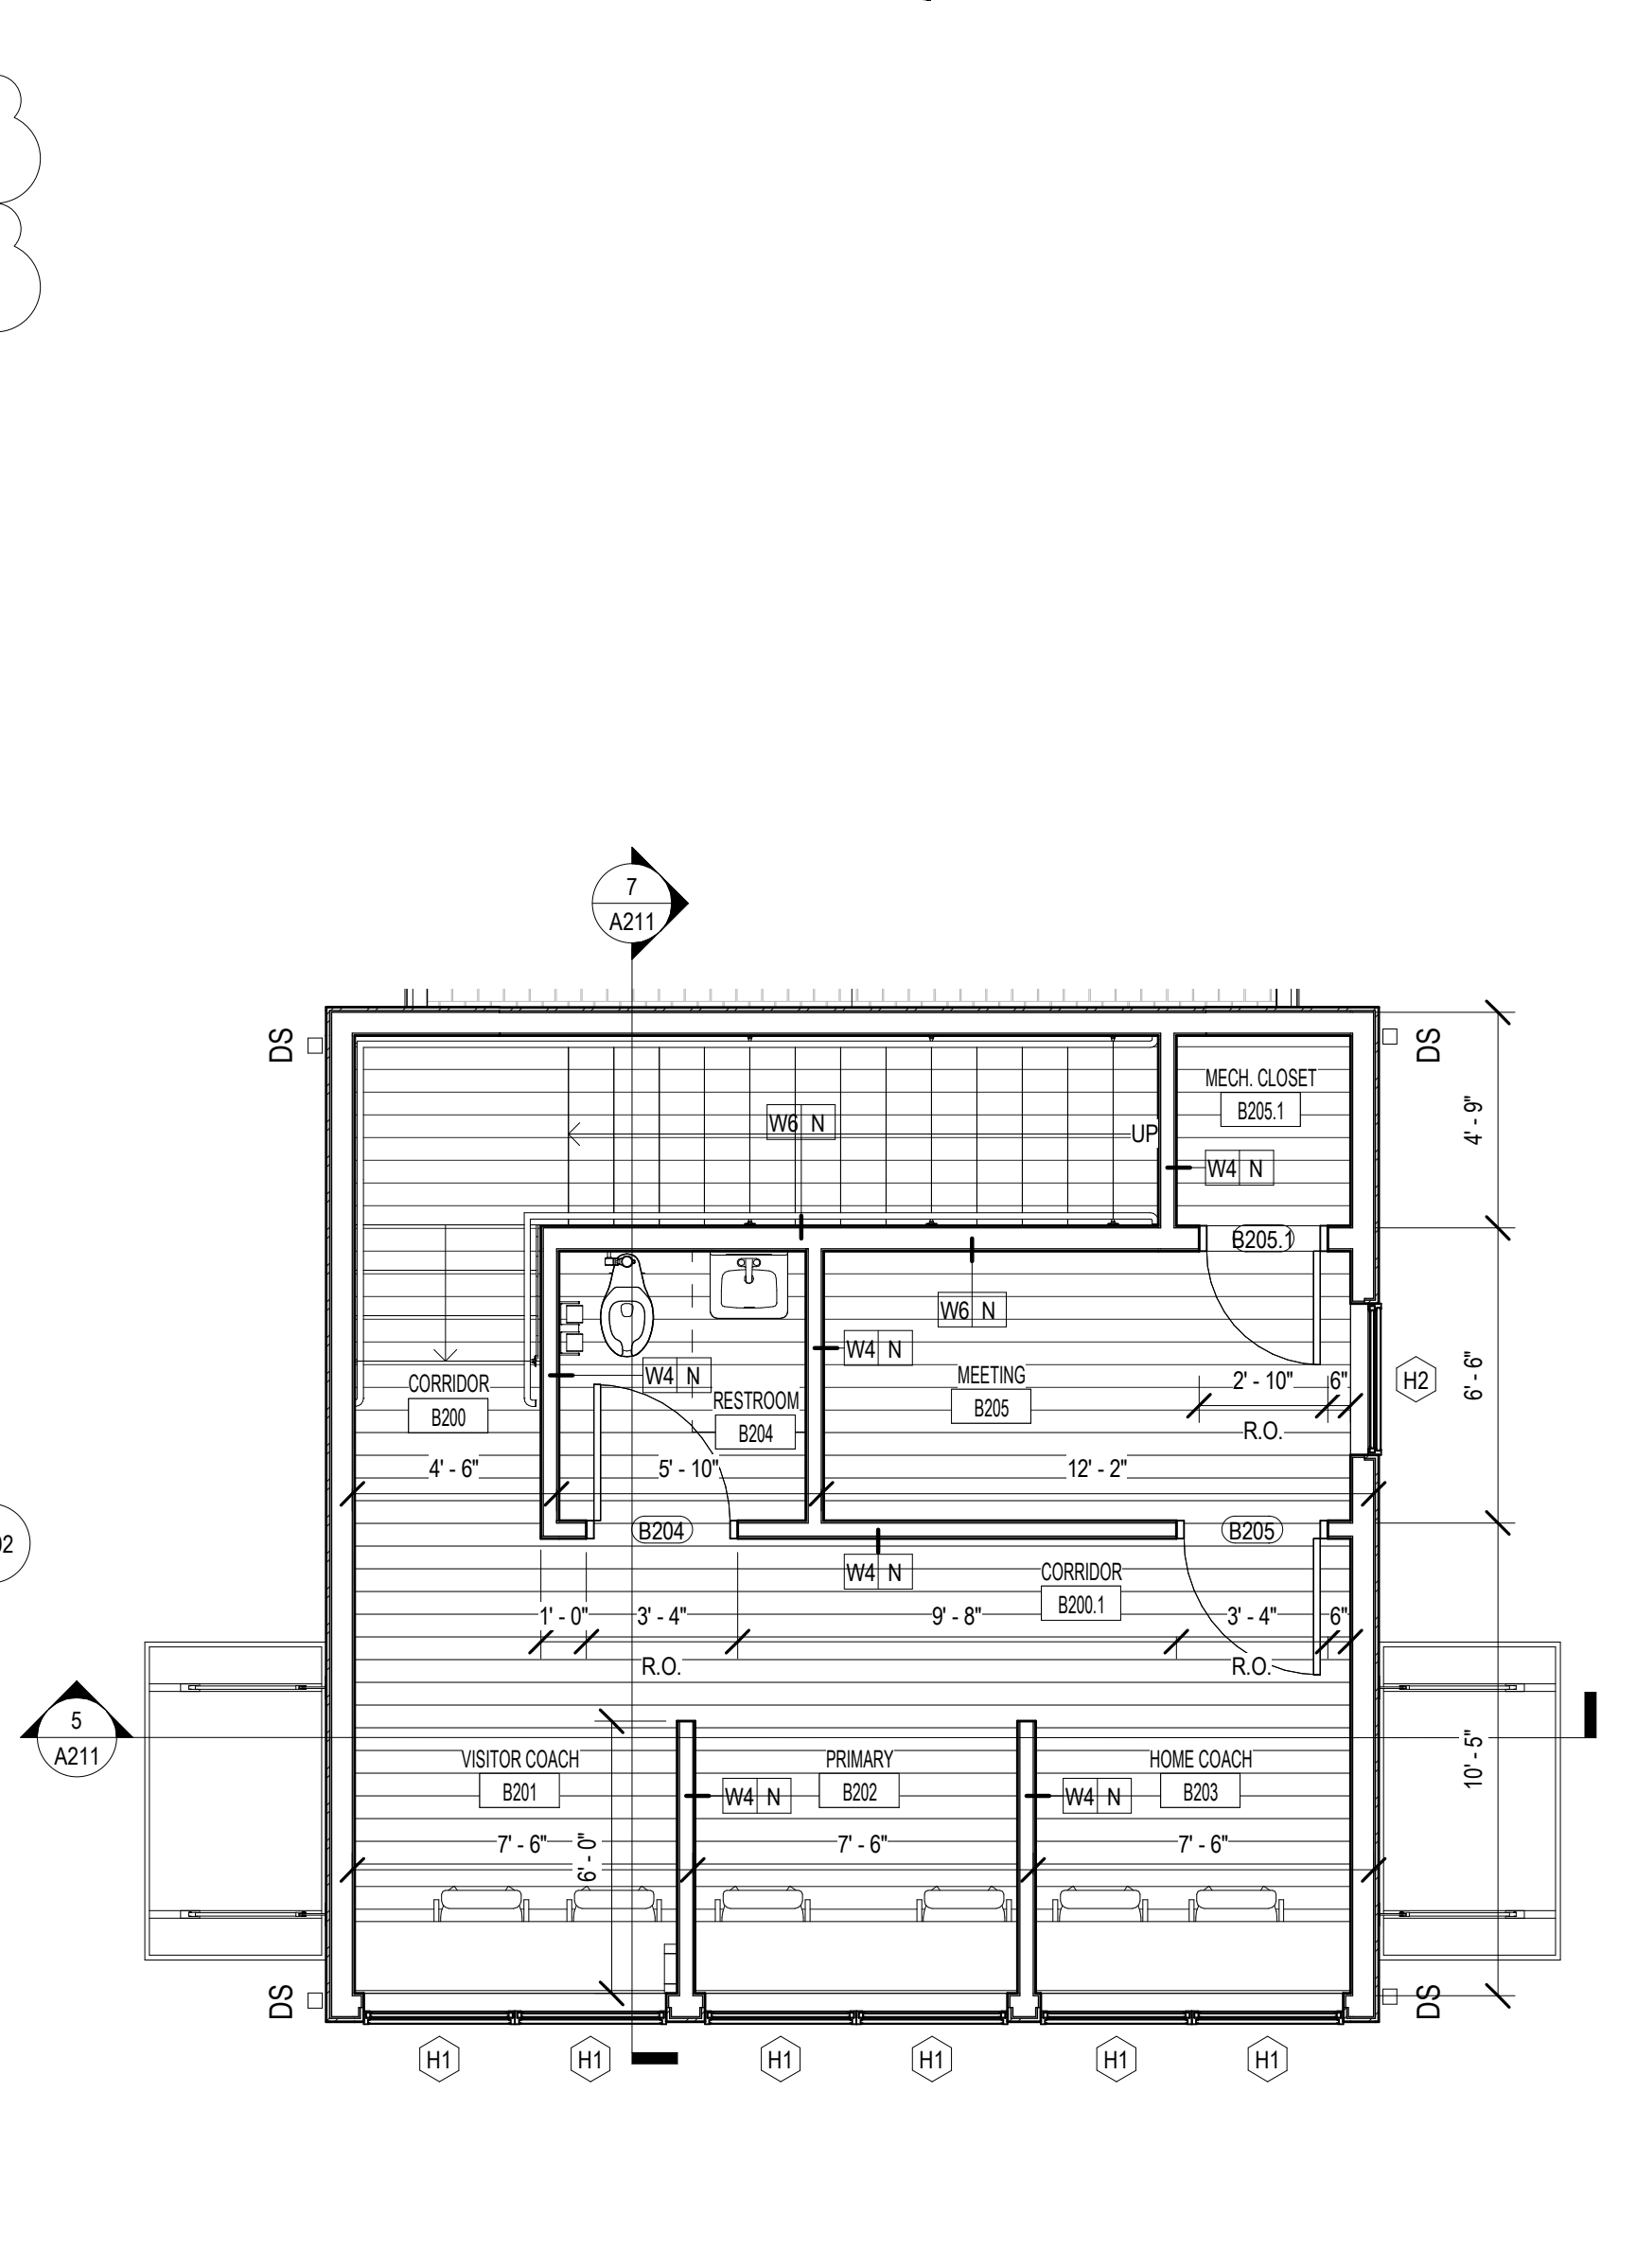 7
A211
DS
DS
MECH. CLOSET
B205.1
4' - 9"
W6 N
UP
W4 N
B205.1
W6 N
W4 N
W4 N
MEETING
B205
CORRIDOR
B200
RESTROOM
B204
2' - 10"
6"
R.O.
H2
6' - 6"
4' - 6"
5' - 10"
12' - 2"
B204
B205
W4 N
CORRIDOR
B200.1
1' - 0"
3' - 4"
9' - 8"
3' - 4"
6"
R.O.
R.O.
5
A211
VISITOR COACH
B201
PRIMARY
B202
HOME COACH
B203
10' - 5"
W4 N
W4 N
7' - 6"
6' - 0"
7' - 6"
7' - 6"
DS
DS
H1
H1
H1
H1
H1
H1